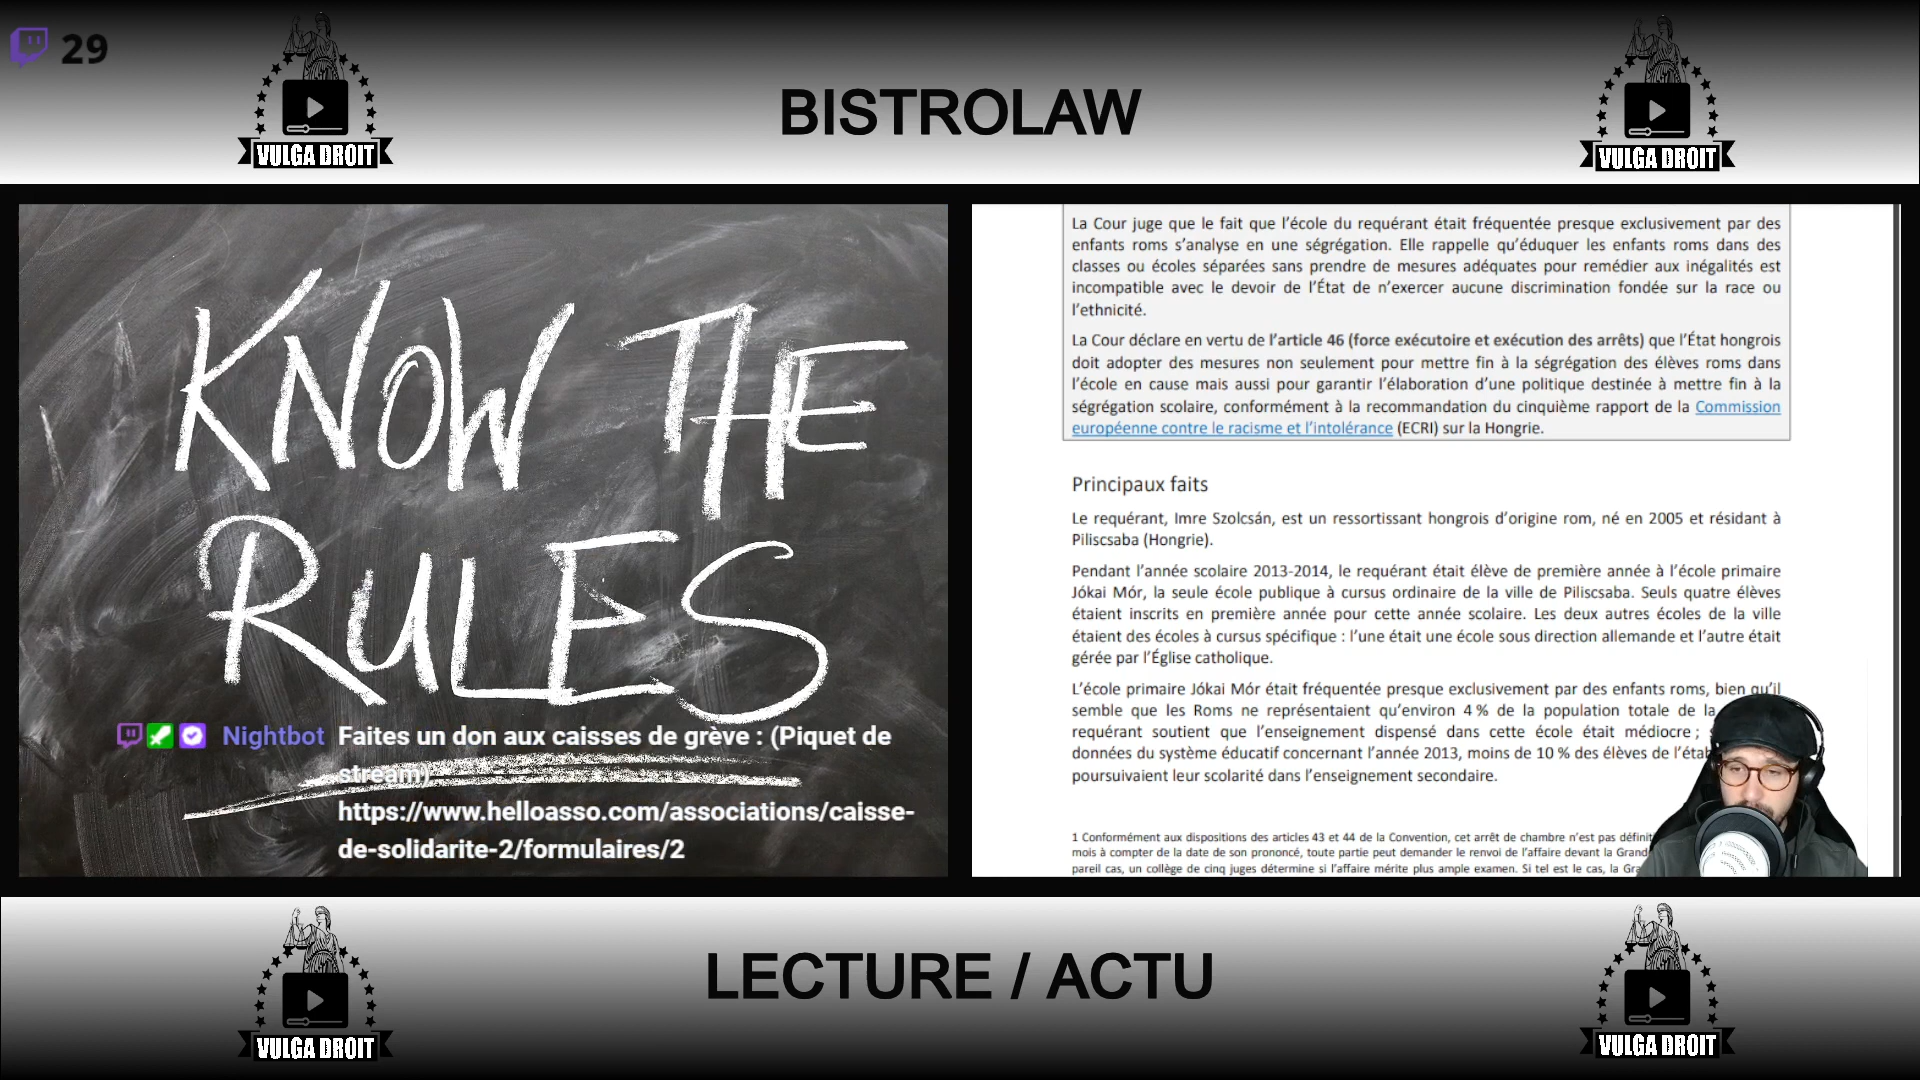 29
VULGA DROIT
BISTROLAW
VULGA DROIT
KNOW THE
RULES
Nightbot Faites un don aux caisses de grève : (Piquet de
stream)
https://www.helloasso.com/associations/caisse-
de-solidarite-2/formulaires/2
La Cour juge que le fait que l’école du requérant était fréquentée presque exclusivement par des
enfants roms s’analyse en une ségrégation. Elle rappelle qu’éduquer les enfants roms dans des
classes ou écoles séparées sans prendre de mesures adéquates pour remédier aux inégalités est
incompatible avec le devoir de l’État de n’exercer aucune discrimination fondée sur la race ou
l’ethnicité.
La Cour déclare en vertu de l’article 46 (force exécutoire et exécution des arrêts) que l’État hongrois
doit adopter des mesures non seulement pour mettre fin à la ségrégation des élèves roms dans
l’école en cause mais aussi pour garantir l’élaboration d’une politique destinée à mettre fin à la
ségrégation scolaire, conformément à la recommandation du cinquième rapport de la Commission
européenne contre le racisme et l’intolérance (ECRI) sur la Hongrie.
Principaux faits
Le requérant, Imre Szolcsán, est un ressortissant hongrois d’origine rom, né en 2005 et résidant à
Piliscsaba (Hongrie).
Pendant l’année scolaire 2013-2014, le requérant était élève de première année à l’école primaire
Jókai Mór, la seule école publique à cursus ordinaire de la ville de Piliscsaba. Seuls quatre élèves
étaient inscrits en première année pour cette année scolaire. Les deux autres écoles de la ville
étaient des écoles à cursus spécifique : l’une était une école sous direction allemande et l’autre était
gérée par l’Église catholique.
L’école primaire Jókai Mór était fréquentée presque exclusivement par des enfants roms, bien qu’il
semble que les Roms ne représentaient qu’environ 4 % de la population totale de la
requérant soutient que l’enseignement dispensé dans cette école était médiocre ;
données du système éducatif concernant l’année 2013, moins de 10 % des élèves de l’étab
poursuivaient leur scolarité dans l’enseignement secondaire.
1 Conformément aux dispositions des articles 43 et 44 de la Convention, cet arrêt de chambre n’est pas définit
mois à compter de la date de son prononcé, toute partie peut demander le renvoi de l’affaire devant la Grand
pareil cas, un collège de cinq juges détermine si l’affaire mérite plus ample examen. Si tel est le cas, la Gra
VULGA DROIT
LECTURE / ACTU
VULGA DROIT